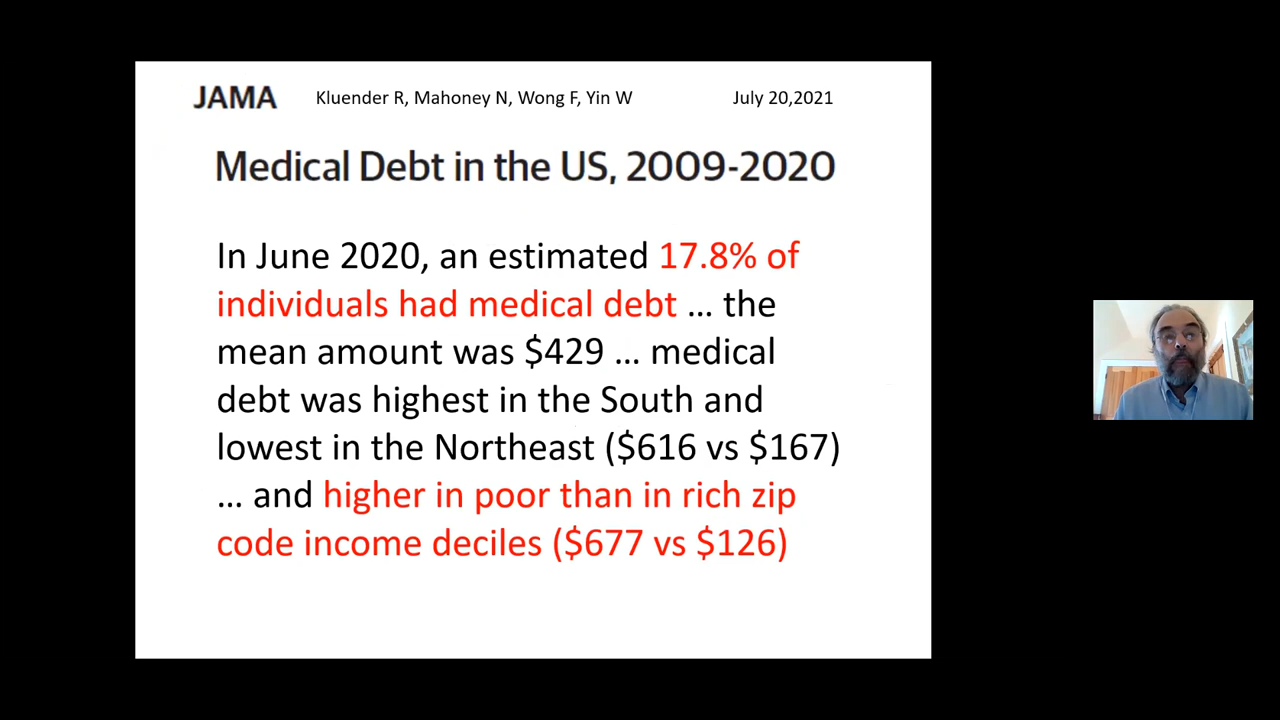 JAMA Kluender R, Mahoney N, Wong F, Yin W July 20,2021
Medical Debt in the US, 2009-2020
In June 2020, an estimated 17.8% of
individuals had medical debt … the
mean amount was $429 … medical
debt was highest in the South and
lowest in the Northeast ($616 vs $167)
… and higher in poor than in rich zip
code income deciles ($677 vs $126)